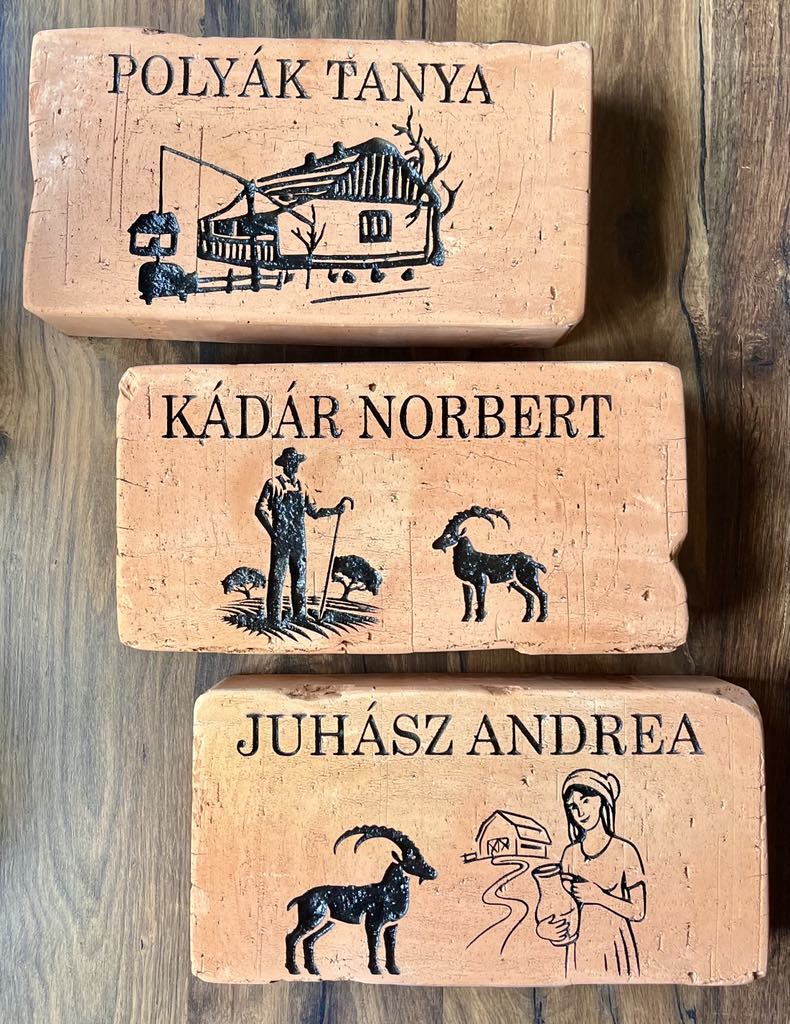 POLYÁK TANYA
KÁDÁR NORBERT
JUHÁSZ ANDREA